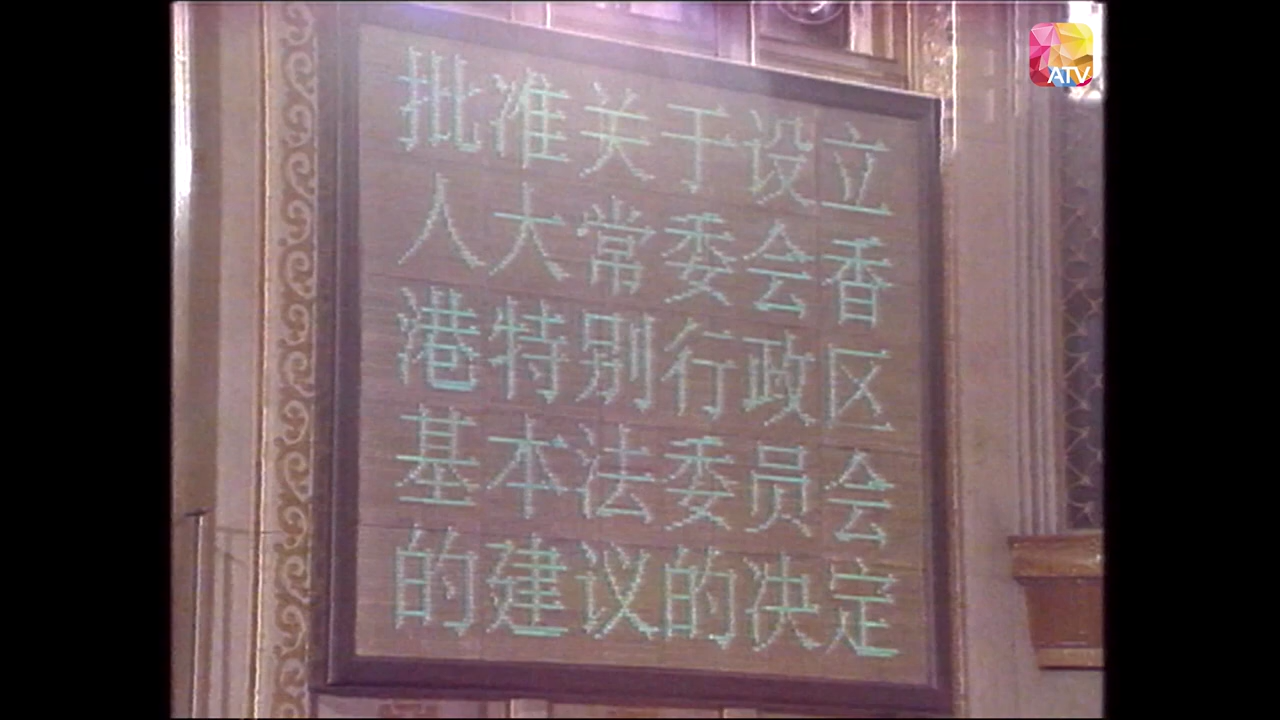 批准关于设立
人大常委会香
港特别行政区
基本法委员会
的建议的决定
ATV